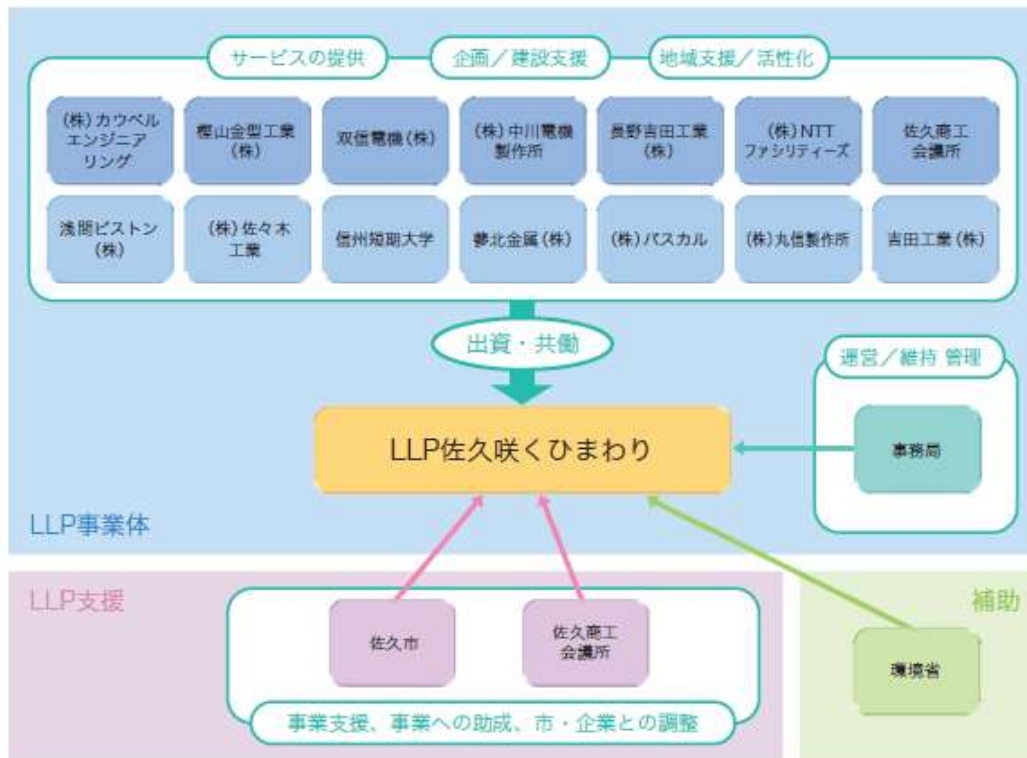 サービスの提供
企画／建設支援
地域支援／活性化
(株)カウベル
エンジニア
リング
樫山金型工業
(株)
双信電機(株)
(株)中川電機
製作所
長野吉田工業
(株)
(株)NTT
ファシリティーズ
佐久商工
会議所
浅間ピストン
(株)
(株)佐々木
工業
信州短期大学
夢北金属(株)
(株)パスカル
(株)丸信製作所
吉田工業(株)
出資・共働
運営／維持 管理
LLP佐久咲くひまわり
事務局
LLP事業体
LLP支援
補助
佐久市
佐久商工
会議所
環境省
事業支援、事業への助成、市・企業との調整